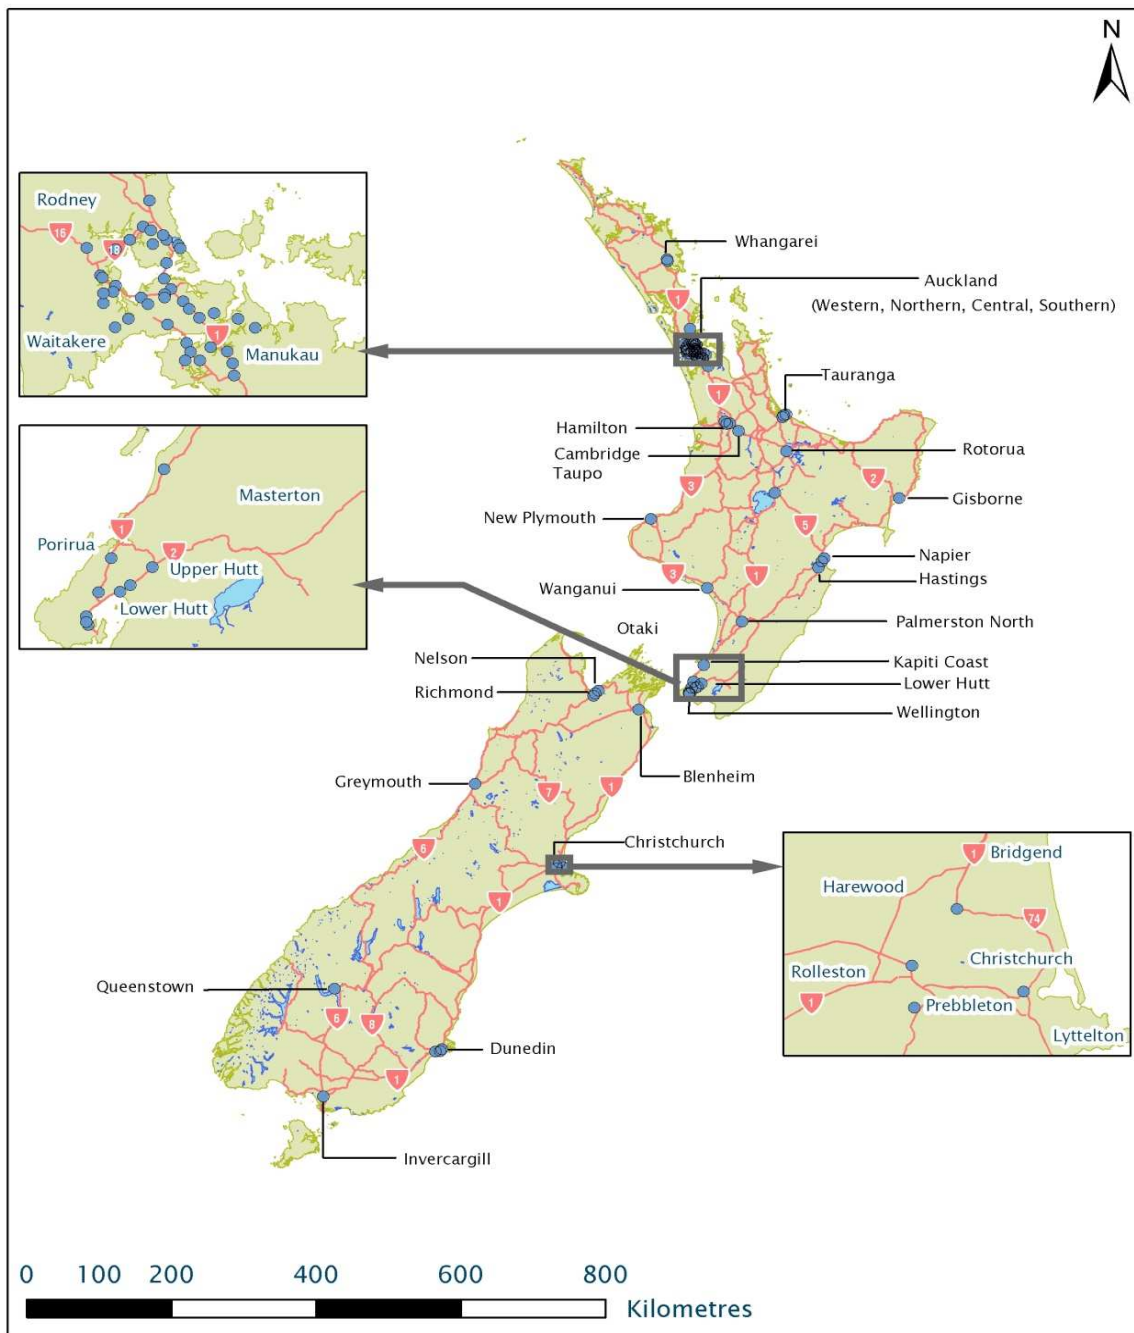 N
Rodney
16
18
1
Waitakere
Manukau
Whangarei
1
Auckland
(Western, Northern, Central, Southern)
1
Tauranga
Hamilton
Cambridge
Taupo
Rotorua
3
2
Gisborne
New Plymouth
5
Napier
Hastings
3
1
Wanganui
Palmerston North
Otaki
Kapiti Coast
Lower Hutt
Wellington
Masterton
1
Porirua
2
Upper Hutt
Lower Hutt
Nelson
Richmond
Blenheim
Greymouth
7
1
Christchurch
6
1
1
Bridgend
Harewood
74
Christchurch
Rolleston
1
Prebbleton
Lyttelton
Queenstown
6
8
Dunedin
1
Invercargill
0 100 200 400 600 800
Kilometres